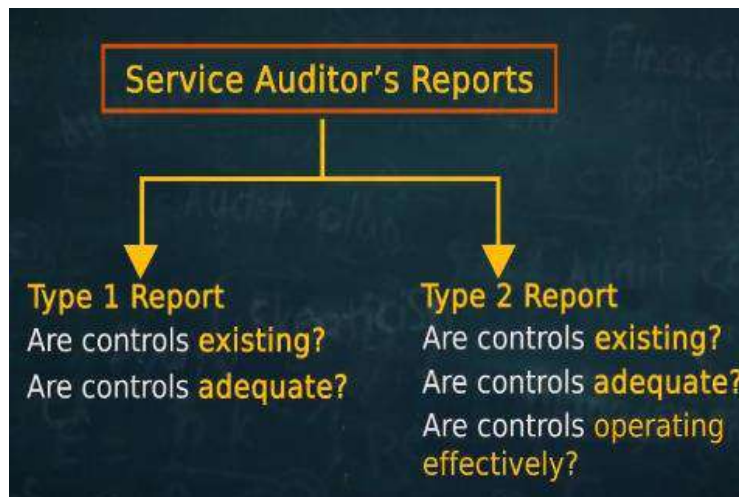 Service Auditor's Reports
Type 1 Report
Are controls existing?
Are controls adequate?
Type 2 Report
Are controls existing?
Are controls adequate?
Are controls operating
effectively?